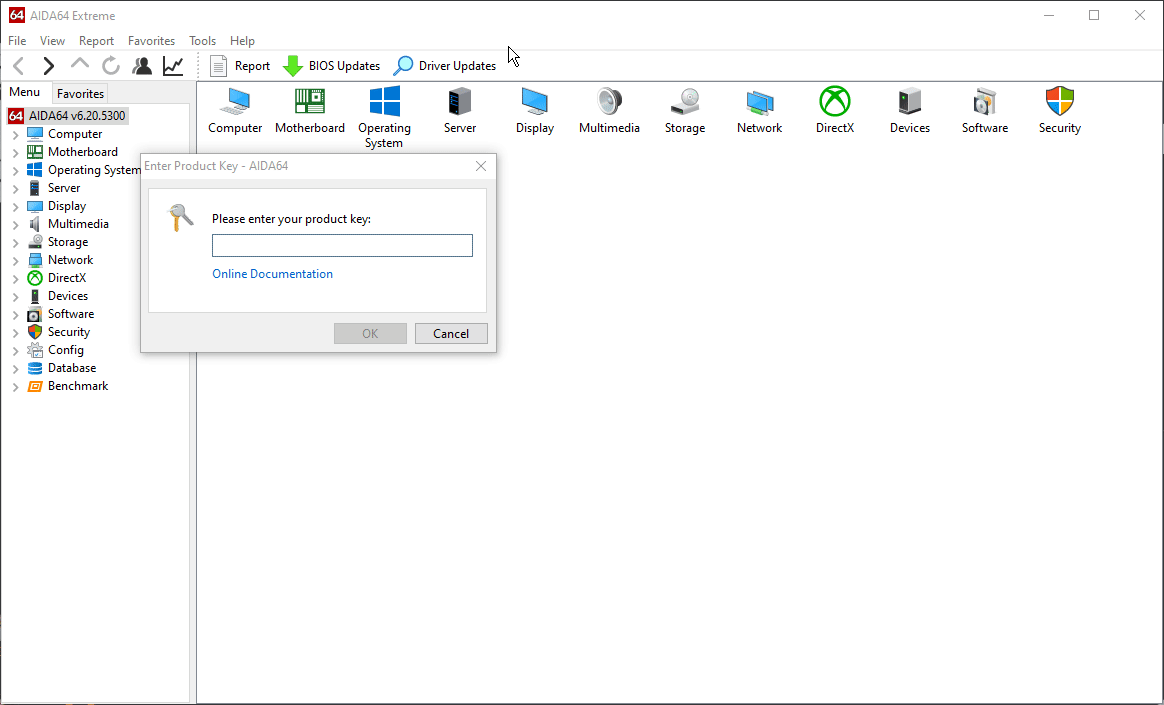 64 AIDA64 Extreme
File View Report Favorites Tools Help
Report BIOS Updates Driver Updates
Menu Favorites
64 AIDA64 v6.20.5300
Computer
Motherboard
Operating System
Server
Display
Multimedia
Storage
Network
DirectX
Devices
Software
Security
Config
Database
Benchmark
Computer Motherboard Operating System Server Display Multimedia Storage Network DirectX Devices Software Security
Enter Product Key - AIDA64
Please enter your product key:
Online Documentation
OK Cancel